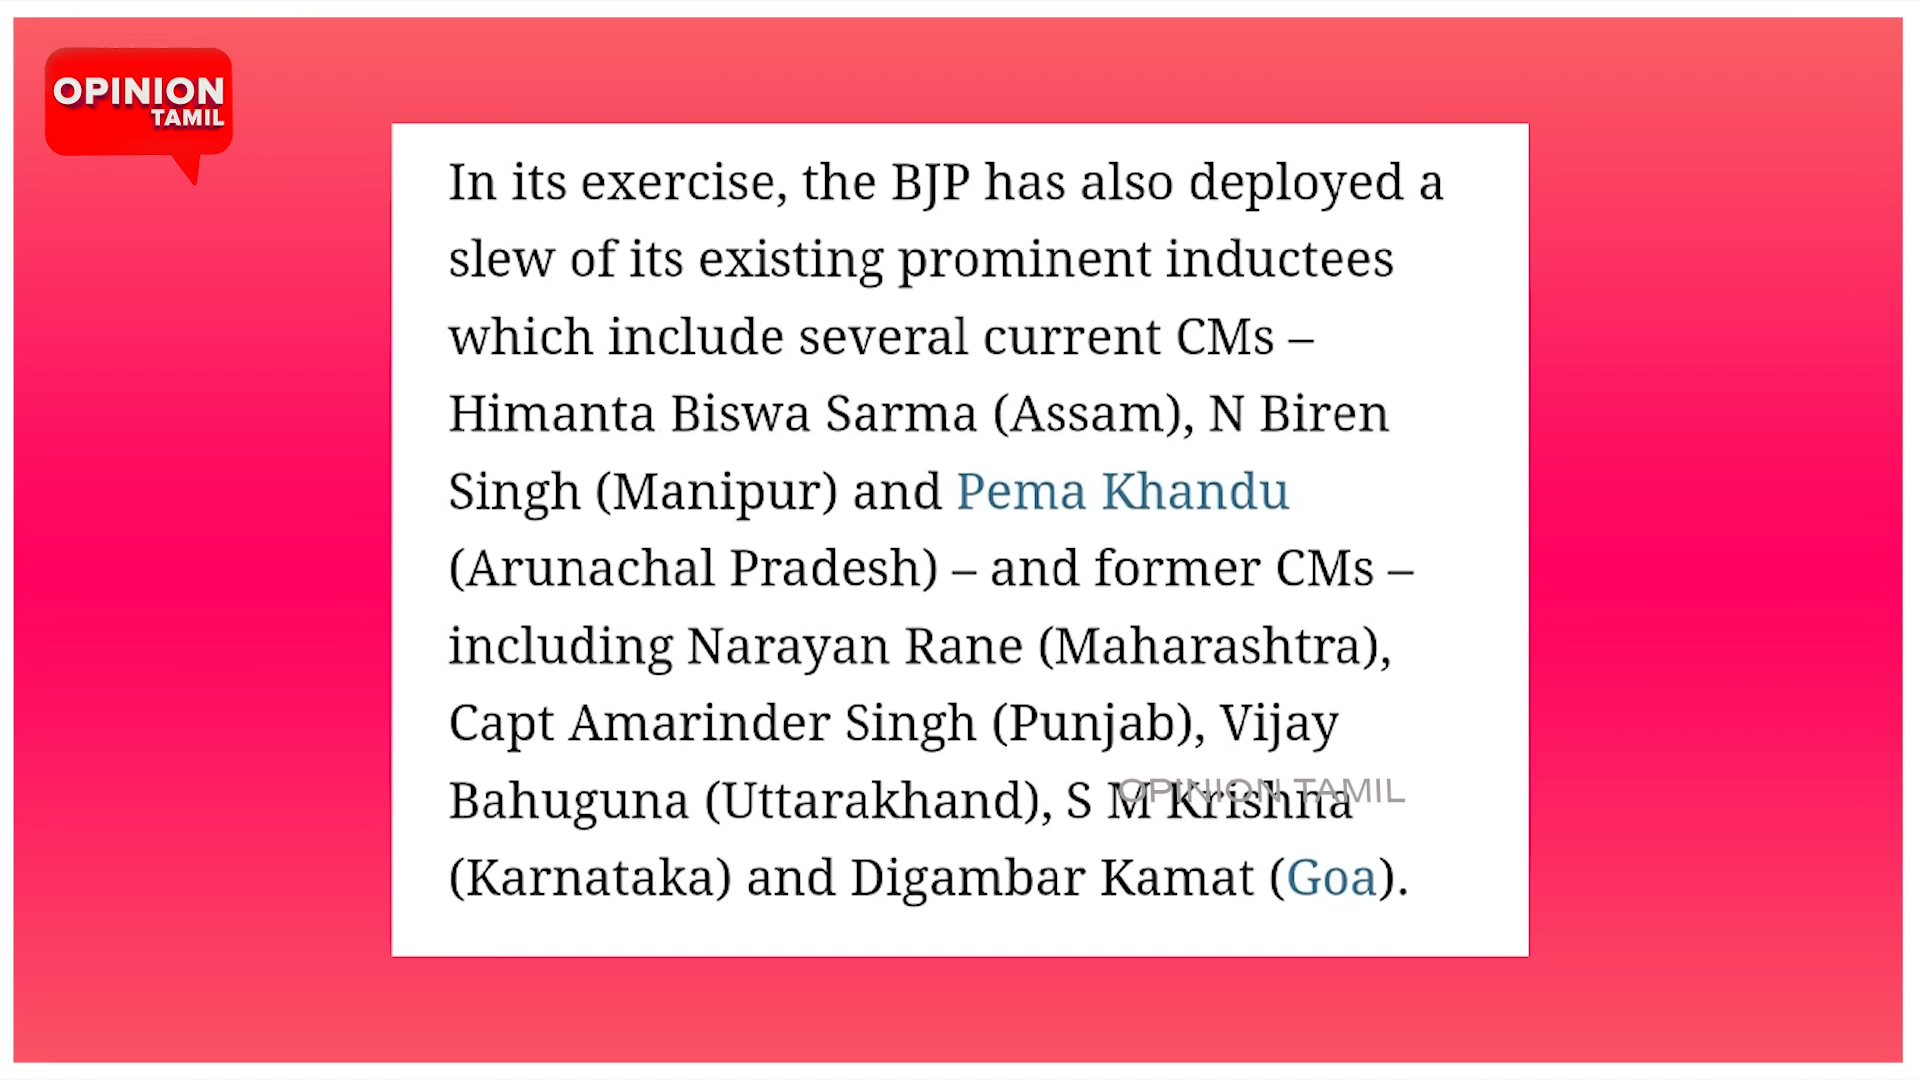 OPINION
TAMIL
In its exercise, the BJP has also deployed a
slew of its existing prominent inductees
which include several current CMs –
Himanta Biswa Sarma (Assam), N Biren
Singh (Manipur) and Pema Khandu
(Arunachal Pradesh) – and former CMs –
including Narayan Rane (Maharashtra),
Capt Amarinder Singh (Punjab), Vijay
Bahuguna (Uttarakhand), S M Krishna
OPINION TAMIL
(Karnataka) and Digambar Kamat (Goa).